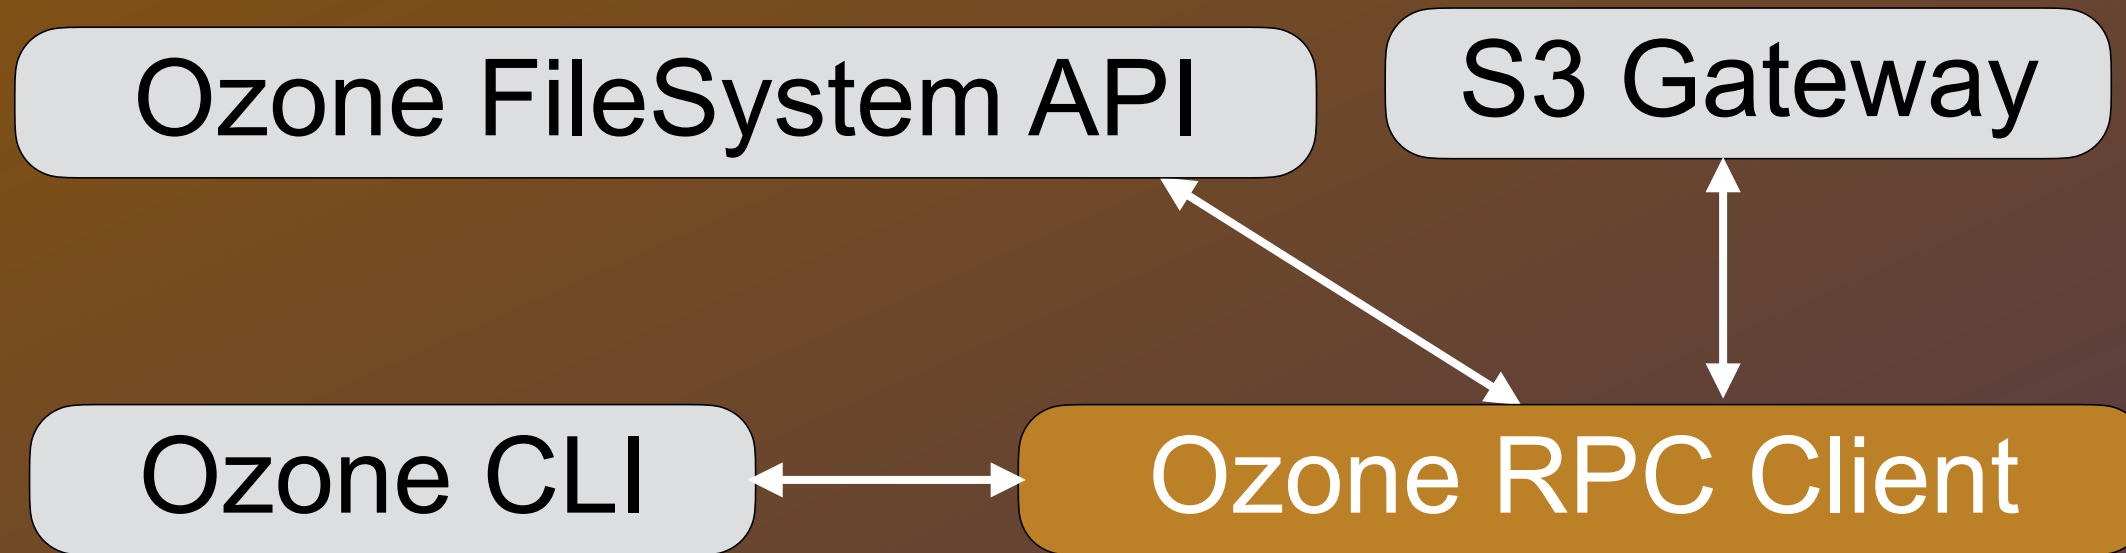 Ozone FileSystem API
S3 Gateway
Ozone CLI
Ozone RPC Client